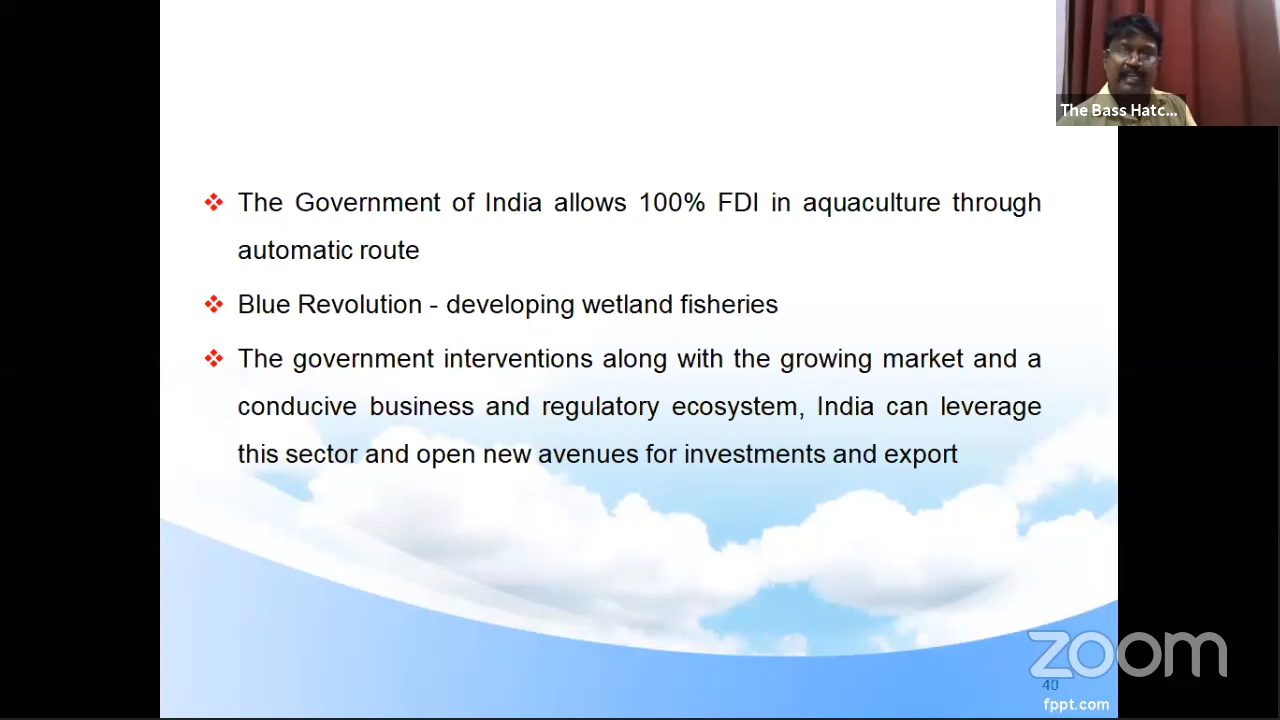 The Bass Hatc...
The Government of India allows 100% FDI in aquaculture through
automatic route
Blue Revolution - developing wetland fisheries
The government interventions along with the growing market and a
conducive business and regulatory ecosystem, India can leverage
this sector and open new avenues for investments and export
zoom
40
fppt.com